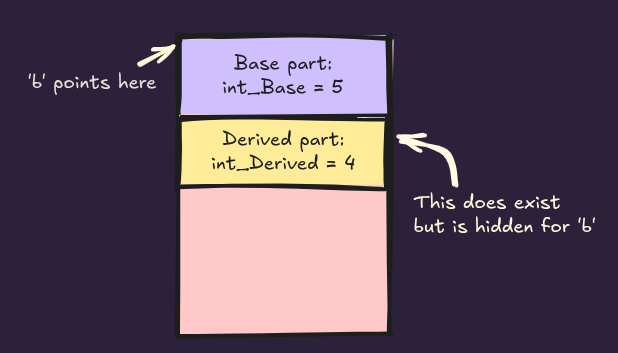 Base part:
int_Base = 5
'b' points here
Derived part:
int_Derived = 4
This does exist
but is hidden for 'b'